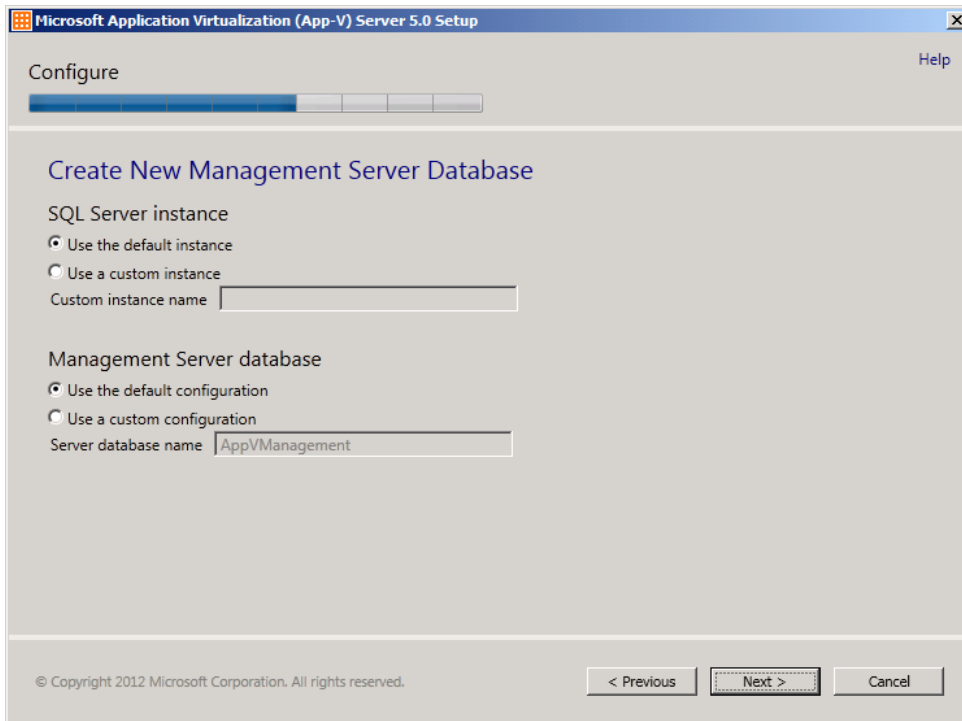 Microsoft Application Virtualization (App-V) Server 5.0 Setup
Help
Configure
Create New Management Server Database
SQL Server instance
Use the default instance
Use a custom instance
Custom instance name
Management Server database
Use the default configuration
Use a custom configuration
Server database name AppVManagement
© Copyright 2012 Microsoft Corporation. All rights reserved.
< Previous Next > Cancel